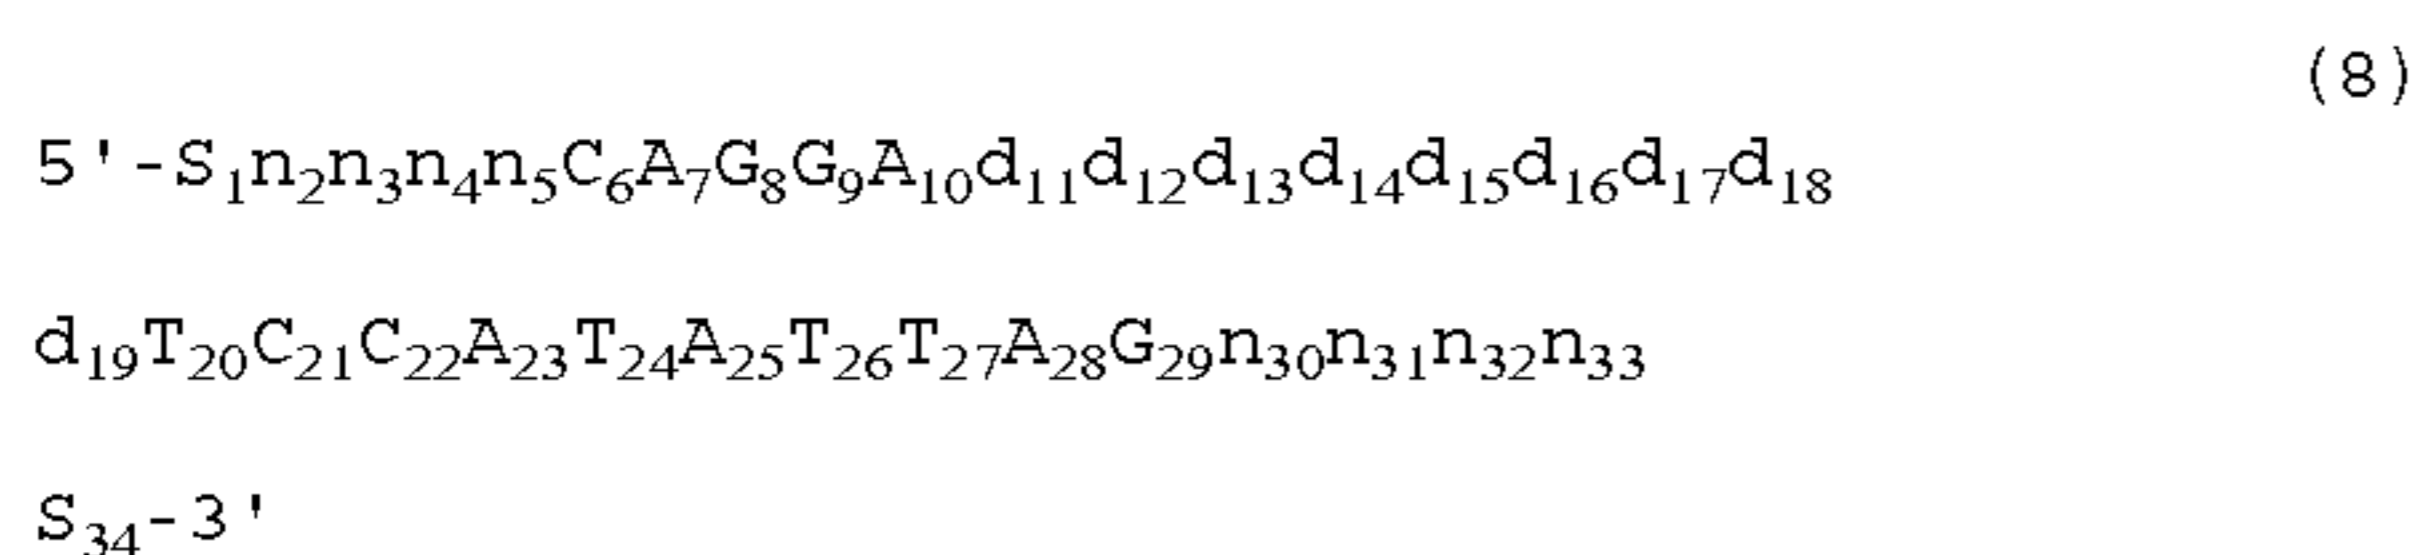 (8)
5'-S₁n₂n₃n₄n₅C₆A₇G₈G₉A₁₀d₁₁d₁₂d₁₃d₁₄d₁₅d₁₆d₁₇d₁₈
d₁₉T₂₀C₂₁C₂₂A₂₃T₂₄A₂₅T₂₆T₂₇A₂₈G₂₉n₃₀n₃₁n₃₂n₃₃
S₃₄-3'